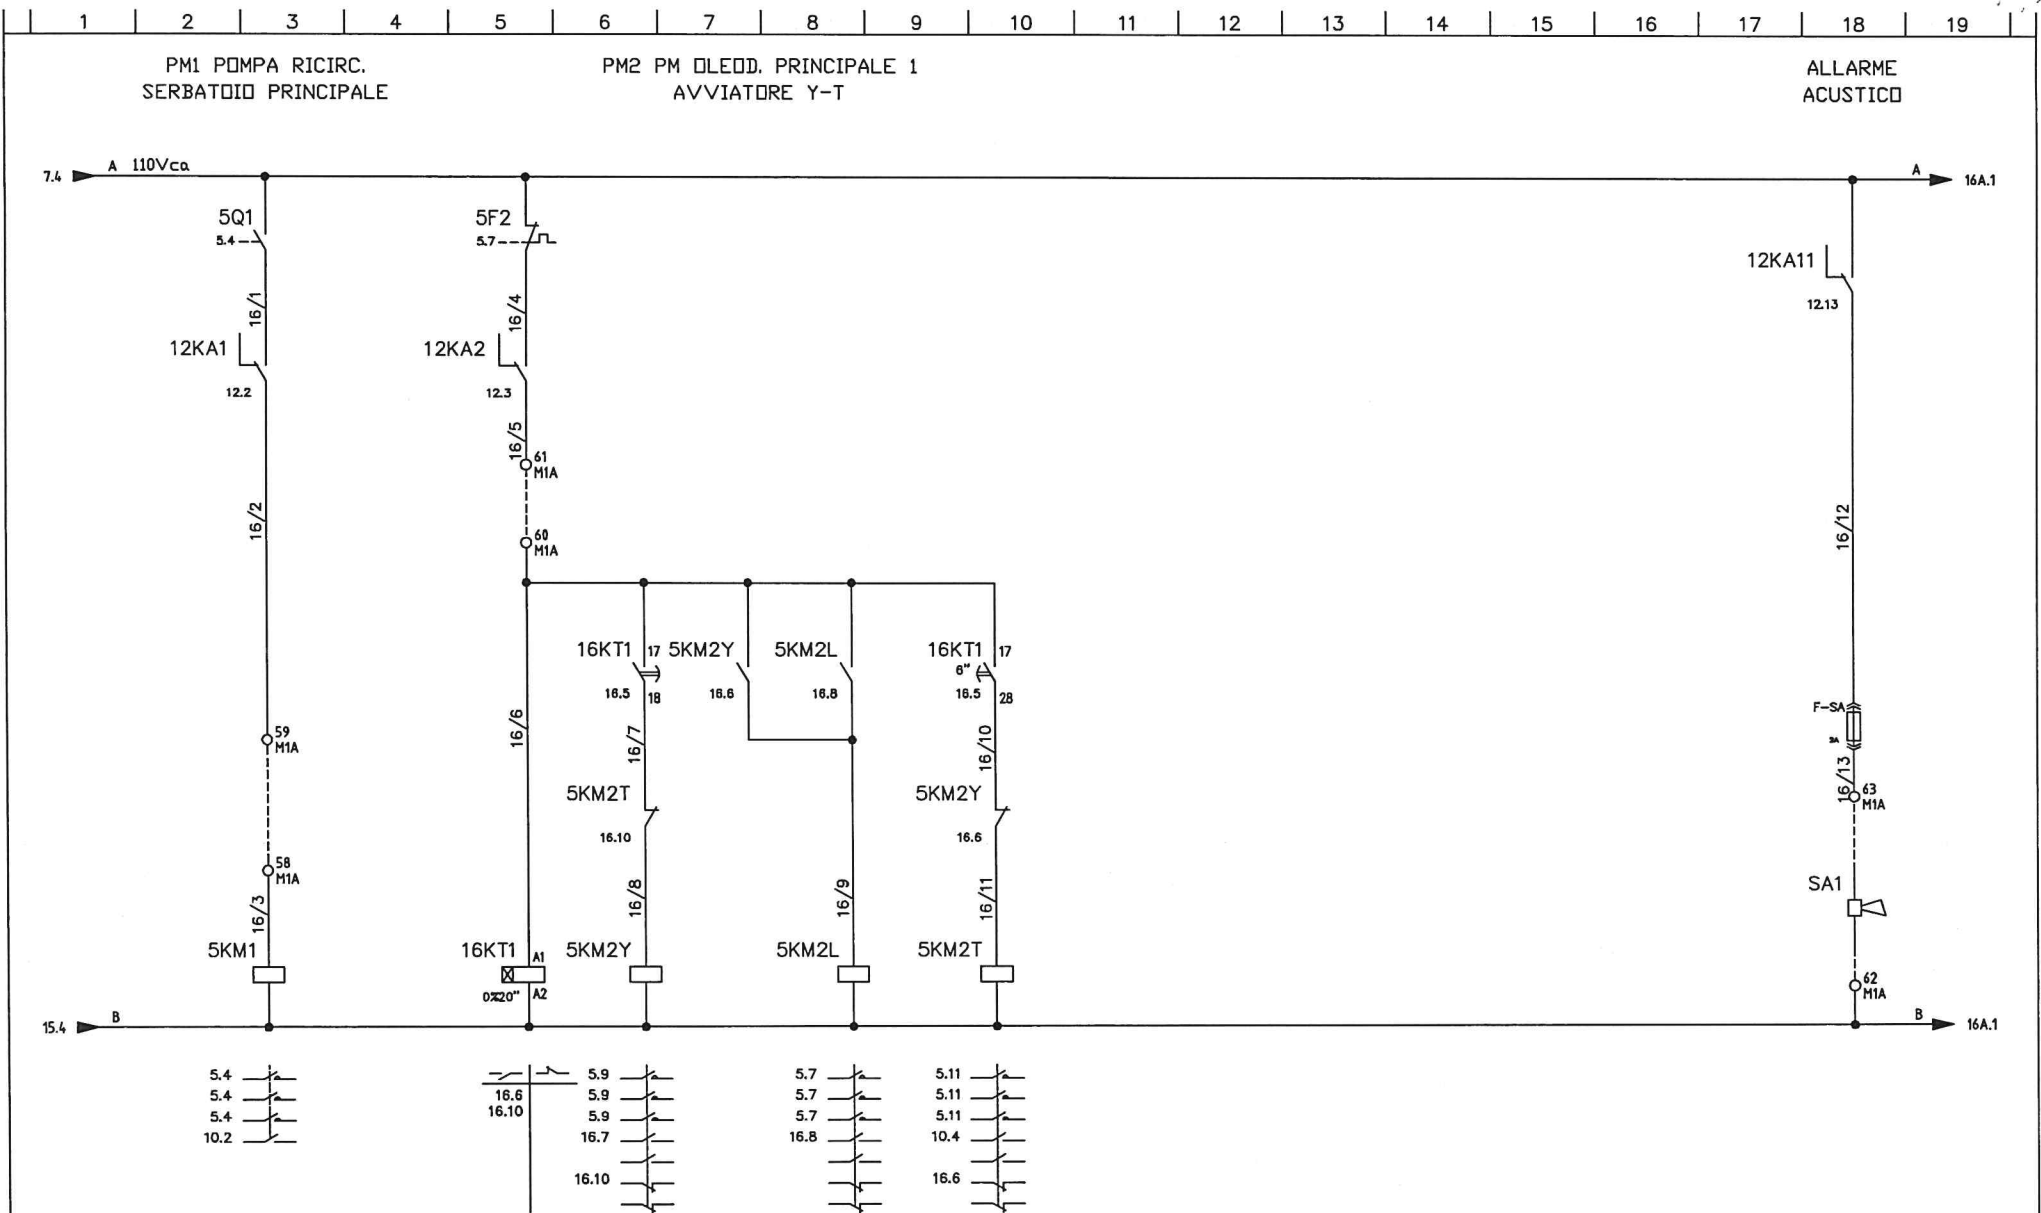 1 2 3 4 5 6 7 8 9 10 11 12 13 14 15 16 17 18 19
PM1 POMPA RICIRC.
SERBATOIO PRINCIPALE
PM2 PM OLEOD. PRINCIPALE 1
AVVIATORE Y-T
ALLARME
ACUSTICO
7.4 A 110Vca A 16A.1
5Q1
5.4
5F2
5.7
12KA11
12.13
16/1
16/4
12KA1
12.2
12KA2
12.3
16/5
61
M1A
60
M1A
16/2
16/12
16KT1 17
16.5 18
5KM2Y
16.6
5KM2L
16.8
16KT1 17
6"
16.5 28
16/6
16/7
16/10
59
M1A
F-SA
2A
16/13
63
M1A
5KM2T
16.10
5KM2Y
16.6
58
M1A
16/3
16/8
16/9
16/11
SA1
5KM1
16KT1 A1
0%20" A2
5KM2Y
5KM2L
5KM2T
62
M1A
15.4 B B 16A.1
5.4
5.4
5.4
10.2
16.6
16.10
5.9
5.9
5.9
16.7
16.10
5.7
5.7
5.7
16.8
5.11
5.11
5.11
10.4
16.6